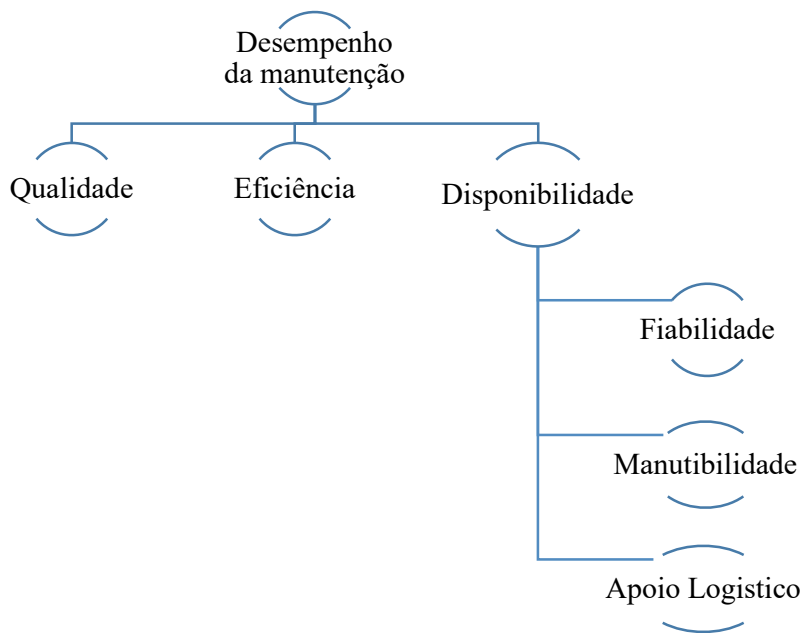 Desempenho
da manutenção
Qualidade
Eficiência
Disponibilidade
Fiabilidade
Manutibilidade
Apoio Logistico